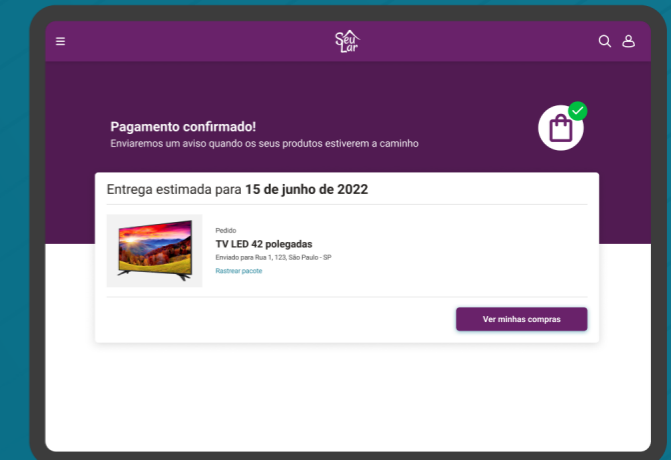 Seu
Lar
Pagamento confirmado!
Enviaremos um aviso quando os seus produtos estiverem a caminho
Entrega estimada para 15 de junho de 2022
Pedido
TV LED 42 polegadas
Enviado para Rua 1, 123, São Paulo - SP
Rastrear pacote
Ver minhas compras